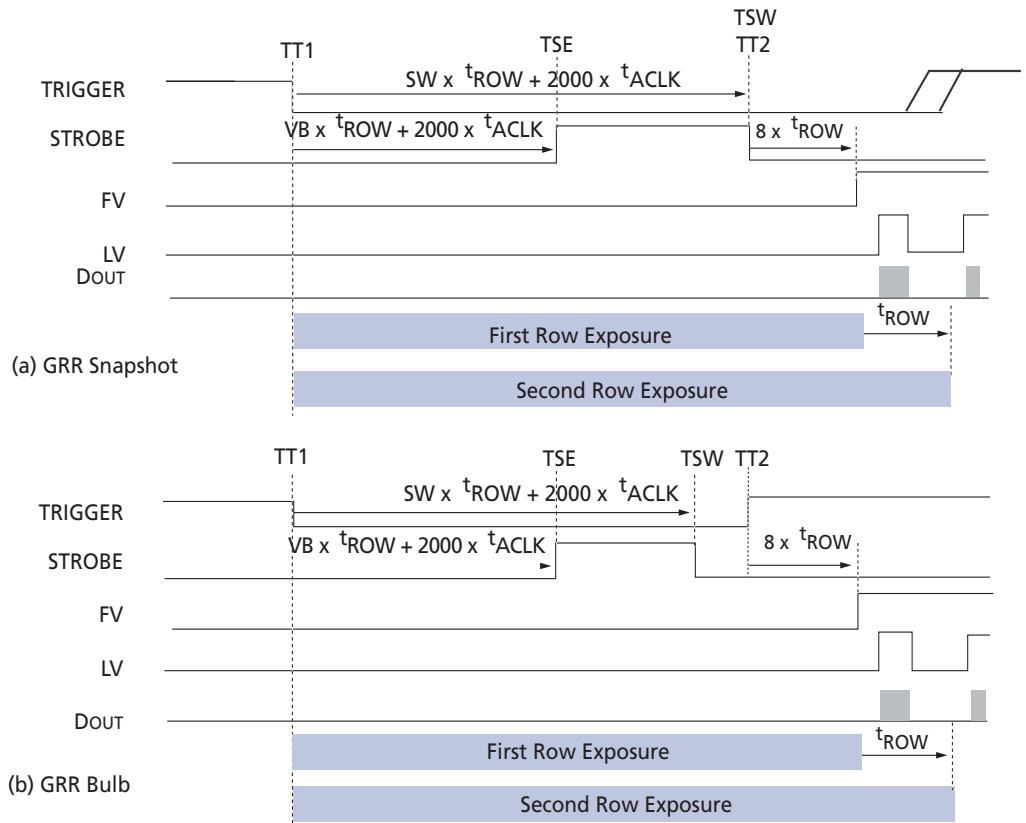 TSW
TT1 TSE TT2
TRIGGER SW x tROW + 2000 x tACLK
STROBE VB x tROW + 2000 x tACLK 8 x tROW
FV
LV
DOUT
First Row Exposure tROW
(a) GRR Snapshot
Second Row Exposure
TT1 TSE TSW TT2
SW x tROW + 2000 x tACLK
TRIGGER
VB x tROW + 2000 x tACLK 8 x tROW
STROBE
FV
LV
DOUT
First Row Exposure tROW
(b) GRR Bulb
Second Row Exposure